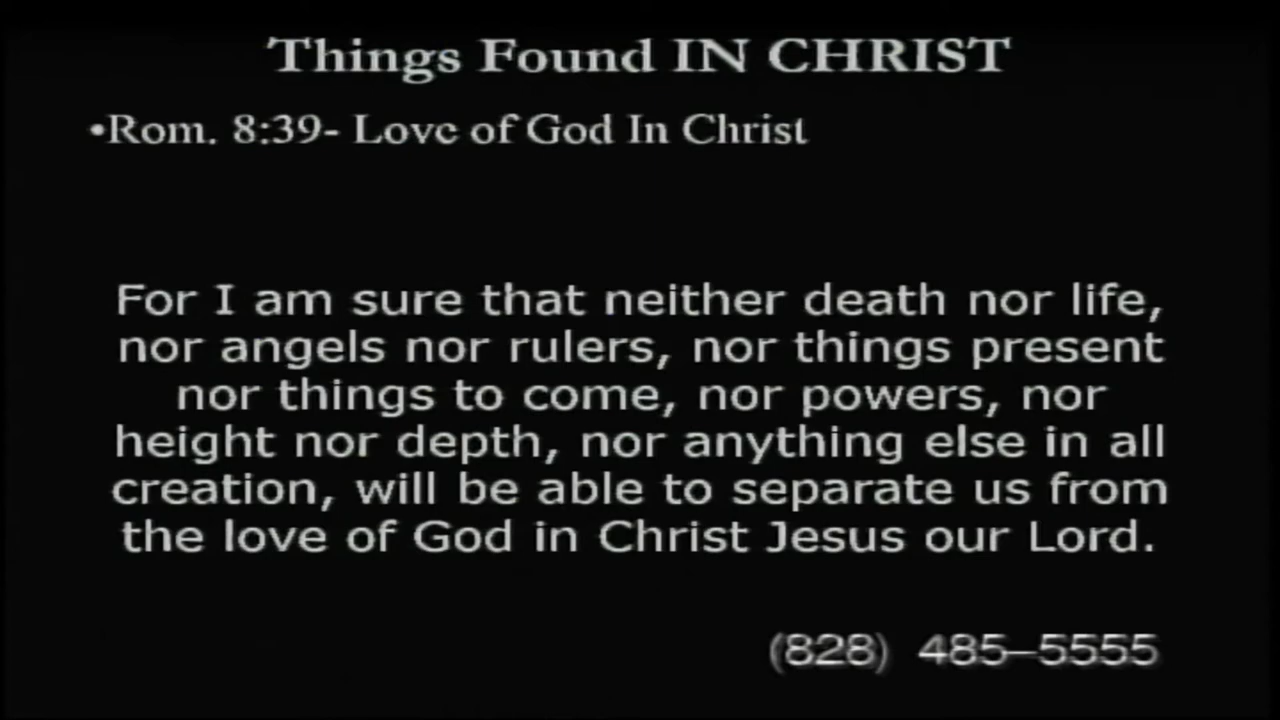 Things Found IN CHRIST
•Rom. 8:39- Love of God In Christ
For I am sure that neither death nor life,
nor angels nor rulers, nor things present
nor things to come, nor powers, nor
height nor depth, nor anything else in all
creation, will be able to separate us from
the love of God in Christ Jesus our Lord.
(828) 485–5555